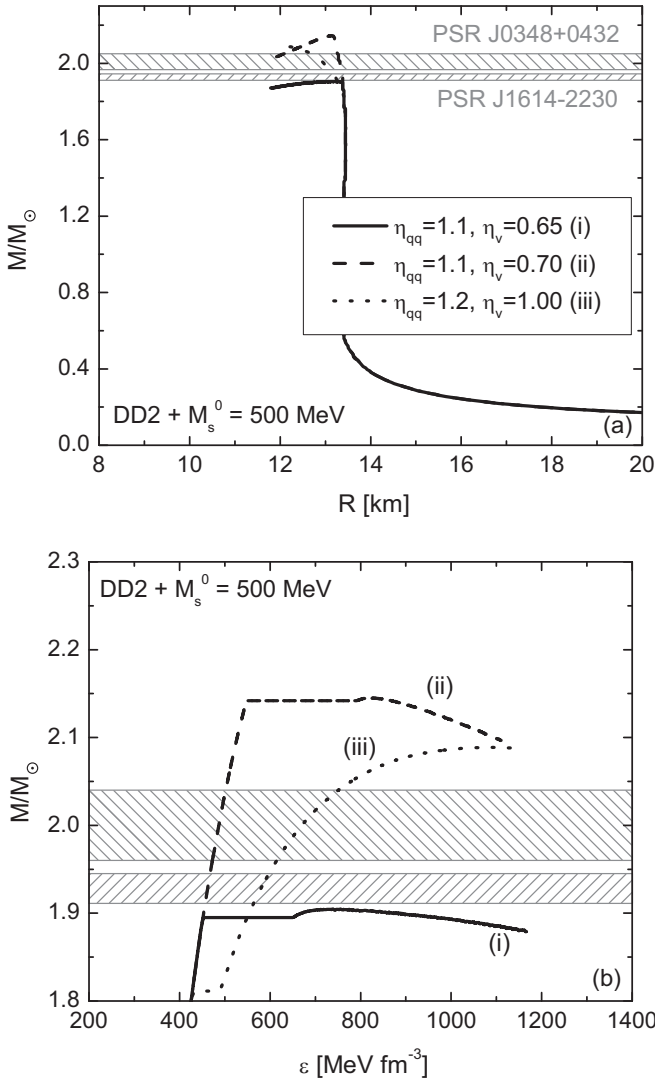 PSR J0348+0432
PSR J1614-2230
2.0
1.6
1.2
0.8
0.4
0.0
M/M⊙
η_qq=1.1, η_v=0.65 (i)
η_qq=1.1, η_v=0.70 (ii)
η_qq=1.2, η_v=1.00 (iii)
DD2 + M_s^0 = 500 MeV
(a)
8 10 12 14 16 18 20
R [km]
2.3
2.2
2.1
2.0
1.9
1.8
M/M⊙
DD2 + M_s^0 = 500 MeV
(ii)
(iii)
(i)
(b)
200 400 600 800 1000 1200 1400
ε [MeV fm⁻³]